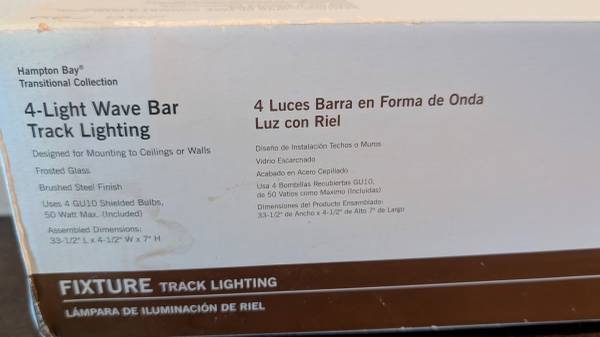 Hampton Bay®
Transitional Collection
4-Light Wave Bar
Track Lighting
Designed for Mounting to Ceilings or Walls
Frosted Glass
Brushed Steel Finish
Uses 4 GU10 Shielded Bulbs,
50 Watt Max. (Included)
Assembled Dimensions:
33-1/2" L x 4-1/2" W x 7" H
4 Luces Barra en Forma de Onda
Luz con Riel
Diseño de Instalación Techos o Muros
Vidrio Escarchado
Acabado en Acero Cepillado
Usa 4 Bombillas Recubiertas GU10,
de 50 Vatios como Maximo (Incluidas)
Dimensiones del Producto Ensamblado:
33-1/2" de Ancho x 4-1/2" de Alto 7" de Largo
FIXTURE TRACK LIGHTING
LÁMPARA DE ILUMINACIÓN DE RIEL